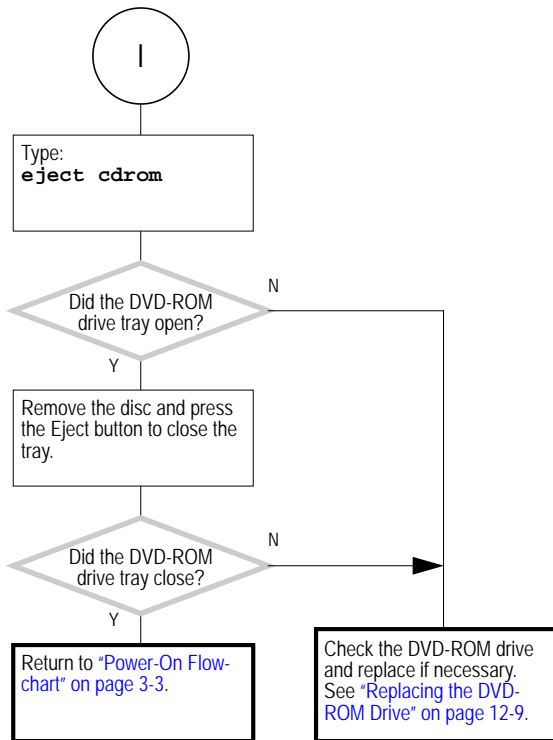 I
Type:
eject cdrom
Did the DVD-ROM
drive tray open?
N
Y
Remove the disc and press
the Eject button to close the
tray.
Did the DVD-ROM
drive tray close?
N
Y
Return to "Power-On Flow-
chart" on page 3-3.
Check the DVD-ROM drive
and replace if necessary.
See "Replacing the DVD-
ROM Drive" on page 12-9.